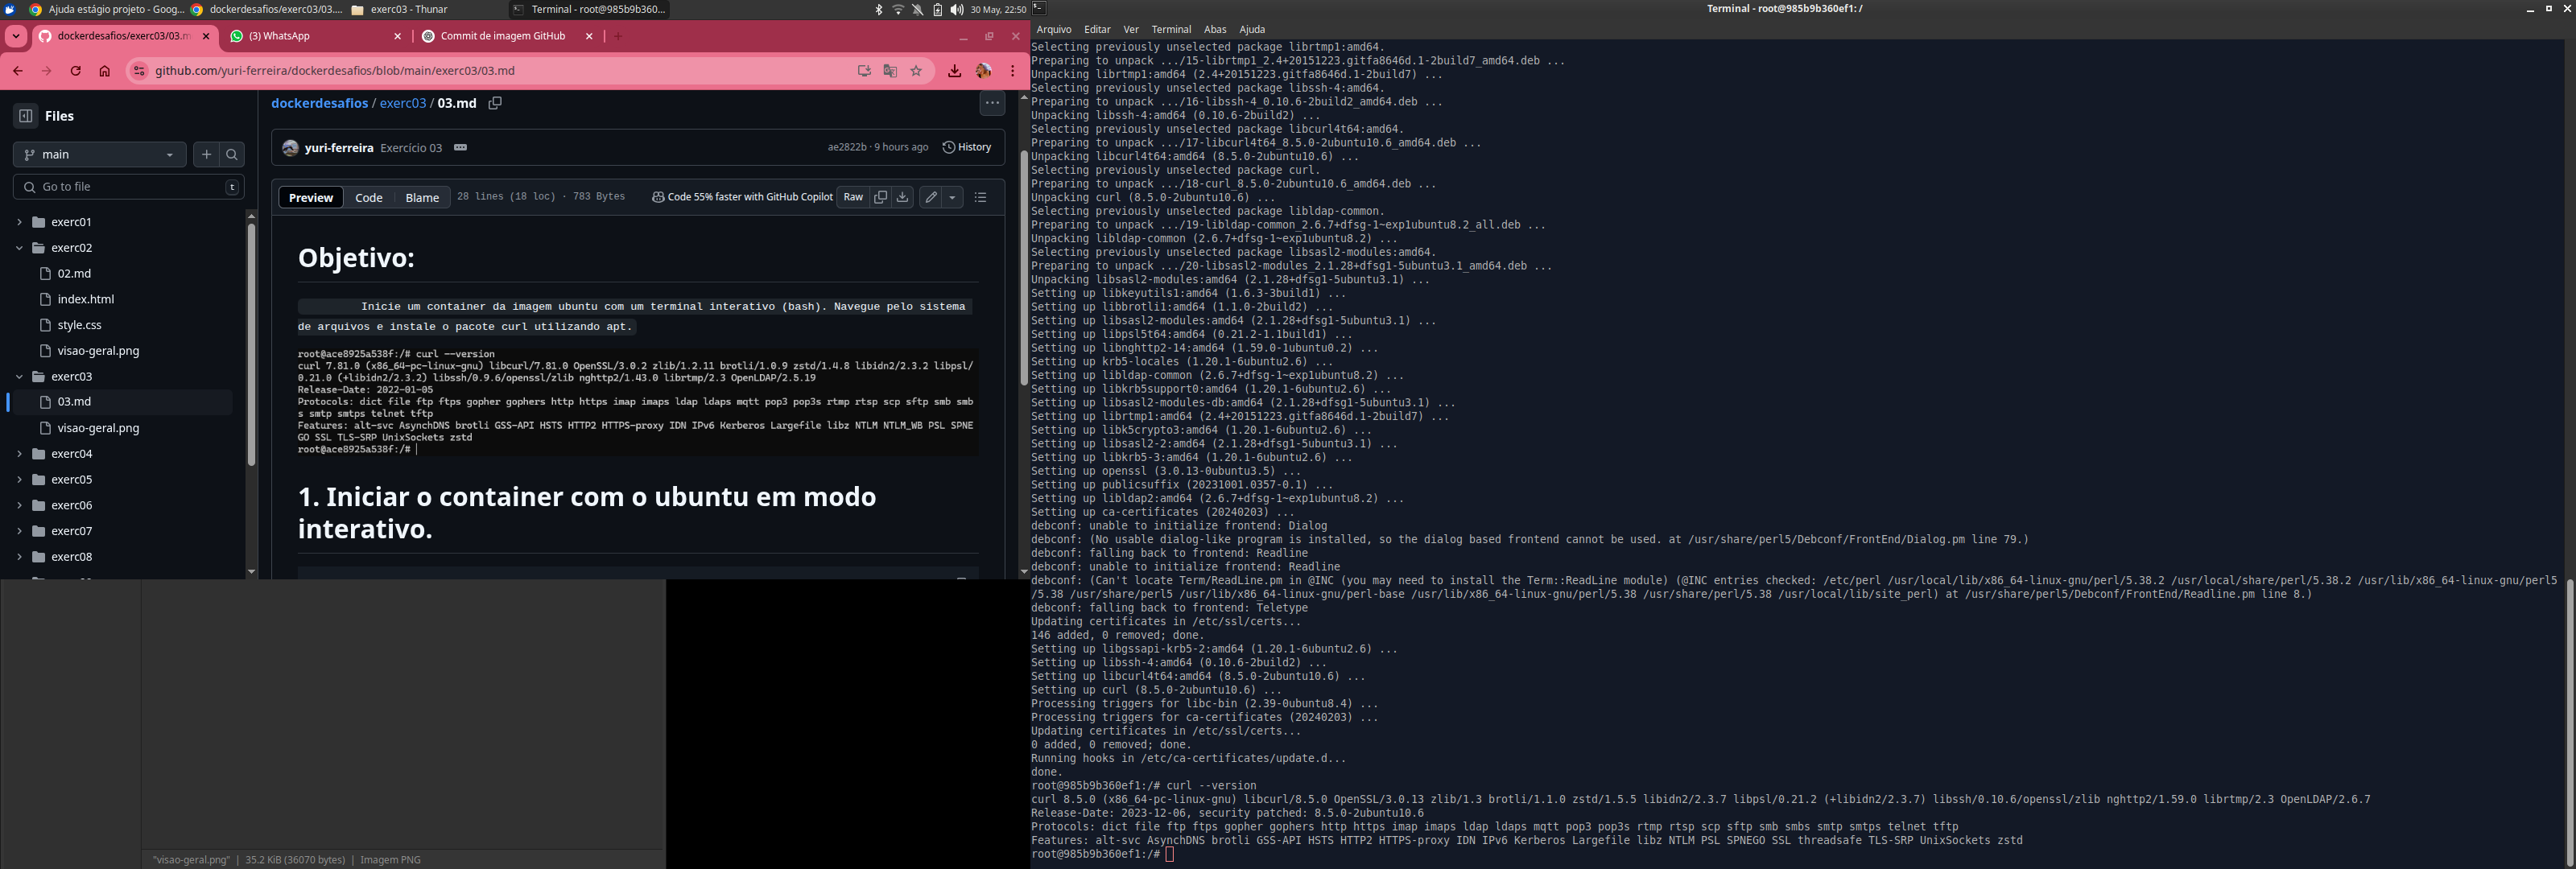 Ajuda estágio projeto - Goog...
dockerdesafios/exerc03/03....
exerc03 - Thunar
Terminal - root@985b9b360...
30 May, 22:50
dockerdesafios/exerc03/03.m
(3) WhatsApp
Commit de imagem GitHub
github.com/yuri-ferreira/dockerdesafios/blob/main/exerc03/03.md
Files
main
Go to file
t
exerc01
exerc02
02.md
index.html
style.css
visao-geral.png
exerc03
03.md
visao-geral.png
exerc04
exerc05
exerc06
exerc07
exerc08
dockerdesafios / exerc03 / 03.md
yuri-ferreira Exercício 03
ae2822b · 9 hours ago
History
Preview
Code
Blame
28 lines (18 loc) · 783 Bytes
Code 55% faster with GitHub Copilot
Raw
Objetivo:
Inicie um container da imagem ubuntu com um terminal interativo (bash). Navegue pelo sistema
de arquivos e instale o pacote curl utilizando apt.
root@ace8925a538f:/# curl --version
curl 7.81.0 (x86_64-pc-linux-gnu) libcurl/7.81.0 OpenSSL/3.0.2 zlib/1.2.11 brotli/1.0.9 zstd/1.4.8 libidn2/2.3.2 libpsl/
0.21.0 (+libidn2/2.3.2) libssh/0.9.6/openssl/zlib nghttp2/1.43.0 librtmp/2.3 OpenLDAP/2.5.19
Release-Date: 2022-01-05
Protocols: dict file ftp ftps gopher gophers http https imap imaps ldap ldaps mqtt pop3 pop3s rtmp rtsp scp sftp smb smb
s smtp smtps telnet tftp
Features: alt-svc AsynchDNS brotli GSS-API HSTS HTTP2 HTTPS-proxy IDN IPv6 Kerberos Largefile libz NTLM NTLM_WB PSL SPNE
GO SSL TLS-SRP UnixSockets zstd
root@ace8925a538f:/#
1. Iniciar o container com o ubuntu em modo
interativo.
"visao-geral.png" | 35.2 KiB (36070 bytes) | Imagem PNG
Terminal - root@985b9b360ef1: /
Arquivo Editar Ver Terminal Abas Ajuda
Selecting previously unselected package librtmp1:amd64.
Preparing to unpack .../15-librtmp1_2.4+20151223.gitfa8646d.1-2build7_amd64.deb ...
Unpacking librtmp1:amd64 (2.4+20151223.gitfa8646d.1-2build7) ...
Selecting previously unselected package libssh-4:amd64.
Preparing to unpack .../16-libssh-4_0.10.6-2build2_amd64.deb ...
Unpacking libssh-4:amd64 (0.10.6-2build2) ...
Selecting previously unselected package libcurl4t64:amd64.
Preparing to unpack .../17-libcurl4t64_8.5.0-2ubuntu10.6_amd64.deb ...
Unpacking libcurl4t64:amd64 (8.5.0-2ubuntu10.6) ...
Selecting previously unselected package curl.
Preparing to unpack .../18-curl_8.5.0-2ubuntu10.6_amd64.deb ...
Unpacking curl (8.5.0-2ubuntu10.6) ...
Selecting previously unselected package libldap-common.
Preparing to unpack .../19-libldap-common_2.6.7+dfsg-1~exp1ubuntu8.2_all.deb ...
Unpacking libldap-common (2.6.7+dfsg-1~exp1ubuntu8.2) ...
Selecting previously unselected package libsasl2-modules:amd64.
Preparing to unpack .../20-libsasl2-modules_2.1.28+dfsg1-5ubuntu3.1_amd64.deb ...
Unpacking libsasl2-modules:amd64 (2.1.28+dfsg1-5ubuntu3.1) ...
Setting up libkeyutils1:amd64 (1.6.3-3build1) ...
Setting up libbrotli1:amd64 (1.1.0-2build2) ...
Setting up libsasl2-modules:amd64 (2.1.28+dfsg1-5ubuntu3.1) ...
Setting up libpsl5t64:amd64 (0.21.2-1.1build1) ...
Setting up libnghttp2-14:amd64 (1.59.0-1ubuntu0.2) ...
Setting up krb5-locales (1.20.1-6ubuntu2.6) ...
Setting up libldap-common (2.6.7+dfsg-1~exp1ubuntu8.2) ...
Setting up libkrb5support0:amd64 (1.20.1-6ubuntu2.6) ...
Setting up libsasl2-modules-db:amd64 (2.1.28+dfsg1-5ubuntu3.1) ...
Setting up librtmp1:amd64 (2.4+20151223.gitfa8646d.1-2build7) ...
Setting up libk5crypto3:amd64 (1.20.1-6ubuntu2.6) ...
Setting up libsasl2-2:amd64 (2.1.28+dfsg1-5ubuntu3.1) ...
Setting up libkrb5-3:amd64 (1.20.1-6ubuntu2.6) ...
Setting up openssl (3.0.13-0ubuntu3.5) ...
Setting up publicsuffix (20231001.0357-0.1) ...
Setting up libldap2:amd64 (2.6.7+dfsg-1~exp1ubuntu8.2) ...
Setting up ca-certificates (20240203) ...
debconf: unable to initialize frontend: Dialog
debconf: (No usable dialog-like program is installed, so the dialog based frontend cannot be used. at /usr/share/perl5/Debconf/FrontEnd/Dialog.pm line 79.)
debconf: falling back to frontend: Readline
debconf: unable to initialize frontend: Readline
debconf: (Can't locate Term/ReadLine.pm in @INC (you may need to install the Term::ReadLine module) (@INC entries checked: /etc/perl /usr/local/lib/x86_64-linux-gnu/perl/5.38.2 /usr/local/share/perl/5.38.2 /usr/lib/x86_64-linux-gnu/perl5
/5.38 /usr/share/perl5 /usr/lib/x86_64-linux-gnu/perl-base /usr/lib/x86_64-linux-gnu/perl/5.38 /usr/share/perl/5.38 /usr/local/lib/site_perl) at /usr/share/perl5/Debconf/FrontEnd/Readline.pm line 8.)
debconf: falling back to frontend: Teletype
Updating certificates in /etc/ssl/certs...
146 added, 0 removed; done.
Setting up libgssapi-krb5-2:amd64 (1.20.1-6ubuntu2.6) ...
Setting up libssh-4:amd64 (0.10.6-2build2) ...
Setting up libcurl4t64:amd64 (8.5.0-2ubuntu10.6) ...
Setting up curl (8.5.0-2ubuntu10.6) ...
Processing triggers for libc-bin (2.39-0ubuntu8.4) ...
Processing triggers for ca-certificates (20240203) ...
Updating certificates in /etc/ssl/certs...
0 added, 0 removed; done.
Running hooks in /etc/ca-certificates/update.d...
done.
root@985b9b360ef1:/# curl --version
curl 8.5.0 (x86_64-pc-linux-gnu) libcurl/8.5.0 OpenSSL/3.0.13 zlib/1.3 brotli/1.1.0 zstd/1.5.5 libidn2/2.3.7 libpsl/0.21.2 (+libidn2/2.3.7) libssh/0.10.6/openssl/zlib nghttp2/1.59.0 librtmp/2.3 OpenLDAP/2.6.7
Release-Date: 2023-12-06, security patched: 8.5.0-2ubuntu10.6
Protocols: dict file ftp ftps gopher gophers http https imap imaps ldap ldaps mqtt pop3 pop3s rtmp rtsp scp sftp smb smbs smtp smtps telnet tftp
Features: alt-svc AsynchDNS brotli GSS-API HSTS HTTP2 HTTPS-proxy IDN IPv6 Kerberos Largefile libz NTLM PSL SPNEGO SSL threadsafe TLS-SRP UnixSockets zstd
root@985b9b360ef1:/#